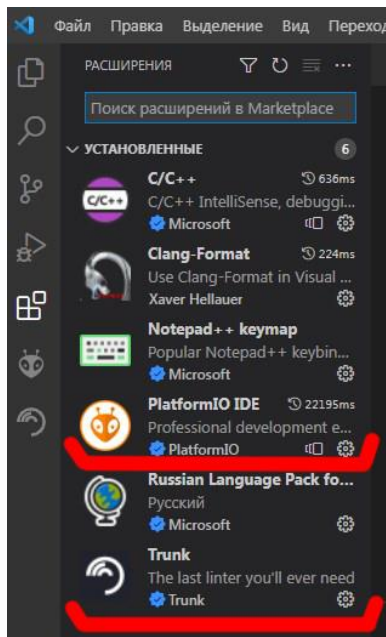 Файл Правка Выделение Вид Переход
РАСШИРЕНИЯ
Поиск расширений в Marketplace
УСТАНОВЛЕННЫЕ 6
C/C++ 636ms
C/C++
C/C++ IntelliSense, debuggi...
Microsoft
Clang-Format 224ms
Use Clang-Format in Visual ...
Xaver Hellauer
Notepad++ keymap
Popular Notepad++ keybin...
Microsoft
PlatformIO IDE 22195ms
Professional development e...
PlatformIO
Russian Language Pack fo...
Русский
Microsoft
Trunk
The last linter you'll ever need
Trunk